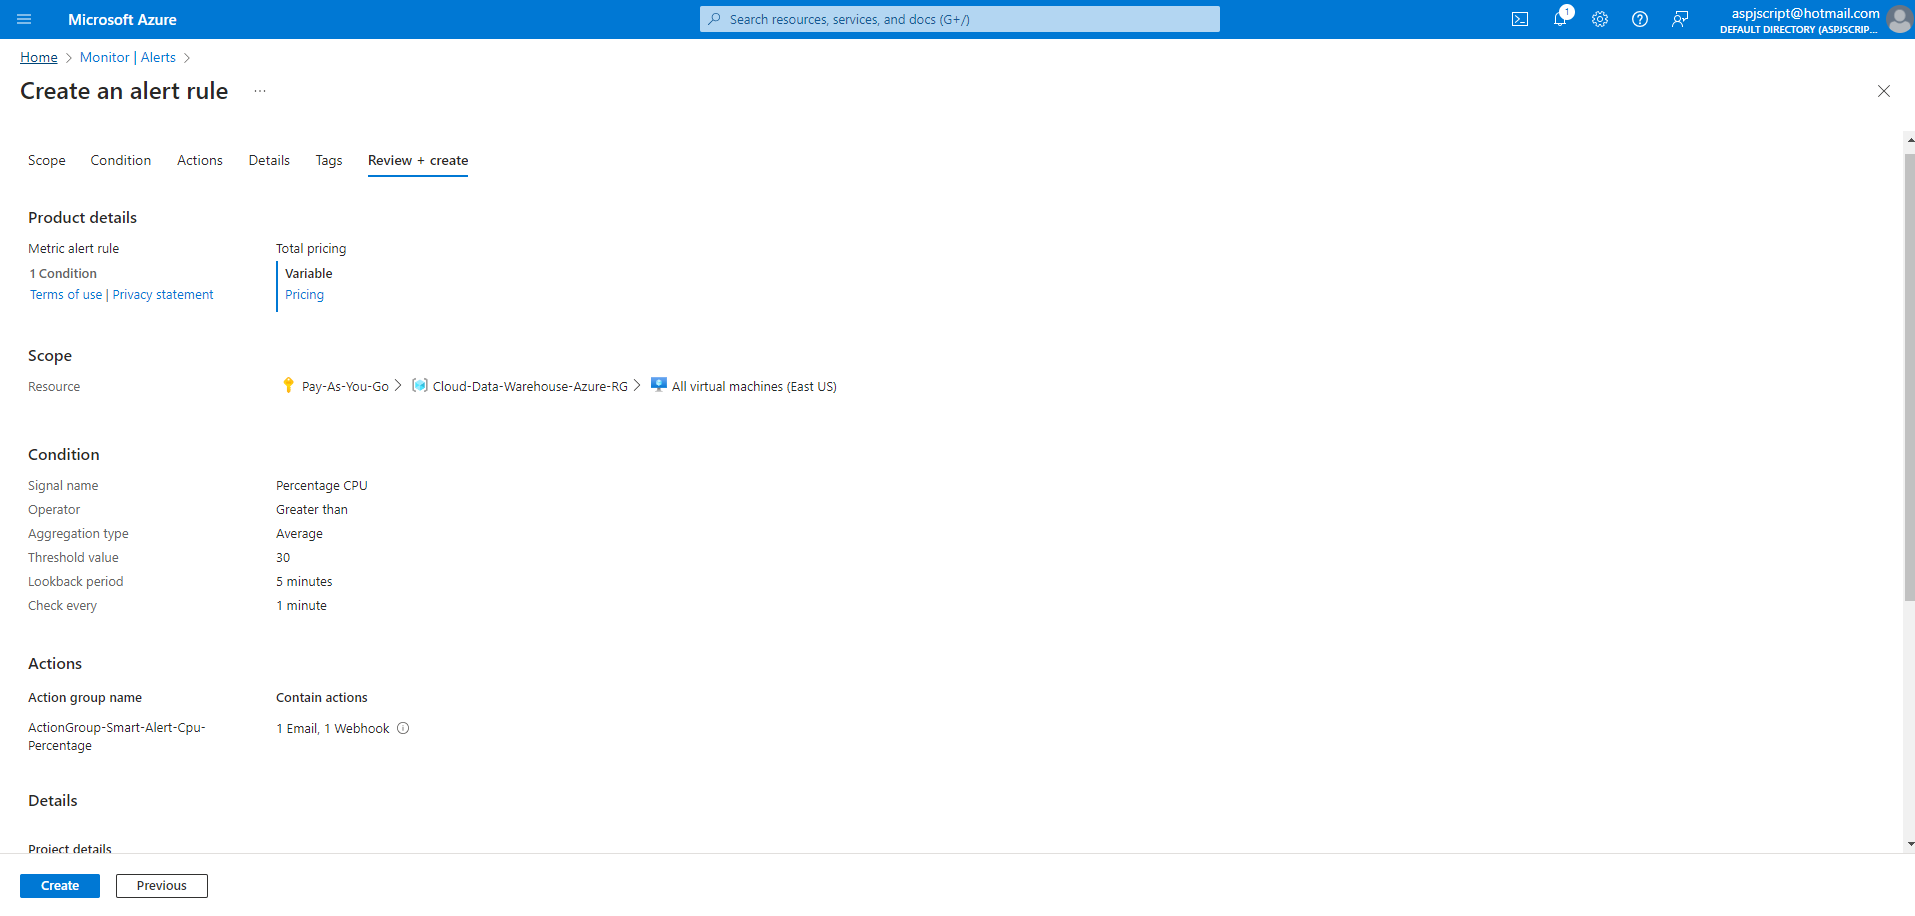 Microsoft Azure
Search resources, services, and docs (G+/)
1
aspjscript@hotmail.com
DEFAULT DIRECTORY (ASPJSCRIP...
Home > Monitor | Alerts >
Create an alert rule ...
Scope Condition Actions Details Tags Review + create
Product details
Metric alert rule Total pricing
1 Condition Variable
Terms of use | Privacy statement Pricing
Scope
Resource Pay-As-You-Go > Cloud-Data-Warehouse-Azure-RG > All virtual machines (East US)
Condition
Signal name Percentage CPU
Operator Greater than
Aggregation type Average
Threshold value 30
Lookback period 5 minutes
Check every 1 minute
Actions
Action group name Contain actions
ActionGroup-Smart-Alert-Cpu-
Percentage
1 Email, 1 Webhook
Details
Project details
Create Previous